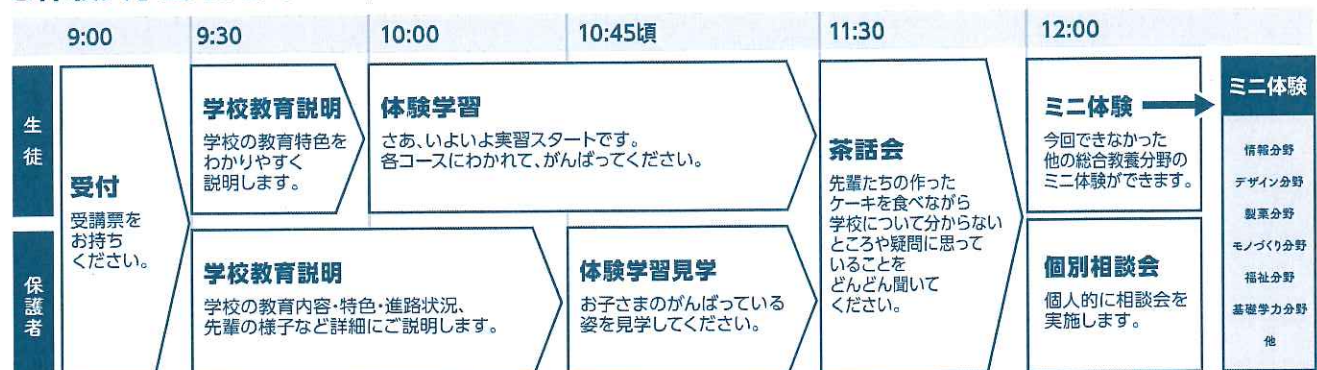 9:00
9:30
10:00
10:45頃
11:30
12:00
生徒
保護者
受付
受講票を
お持ち
ください。
学校教育説明
学校の教育特色を
わかりやすく
説明します。
体験学習
さあ、いよいよ実習スタートです。
各コースにわかれて、がんばってください。
学校教育説明
学校の教育内容・特色・進路状況、
先輩の様子など詳細にご説明します。
体験学習見学
お子さまのがんばっている
姿を見学してください。
茶話会
先輩たちの作った
ケーキを食べながら
学校について分からない
ところや疑問に思って
いることを
どんどん聞いて
ください。
ミニ体験
今回できなかった
他の総合教養分野の
ミニ体験ができます。
個別相談会
個人的に相談会を
実施します。
ミニ体験
情報分野
デザイン分野
製菓分野
モノづくり分野
福祉分野
基礎学力分野
他